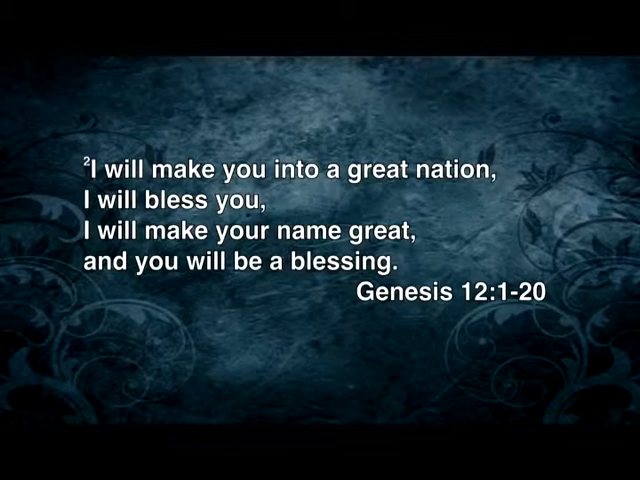 ²I will make you into a great nation,
I will bless you,
I will make your name great,
and you will be a blessing.
Genesis 12:1-20